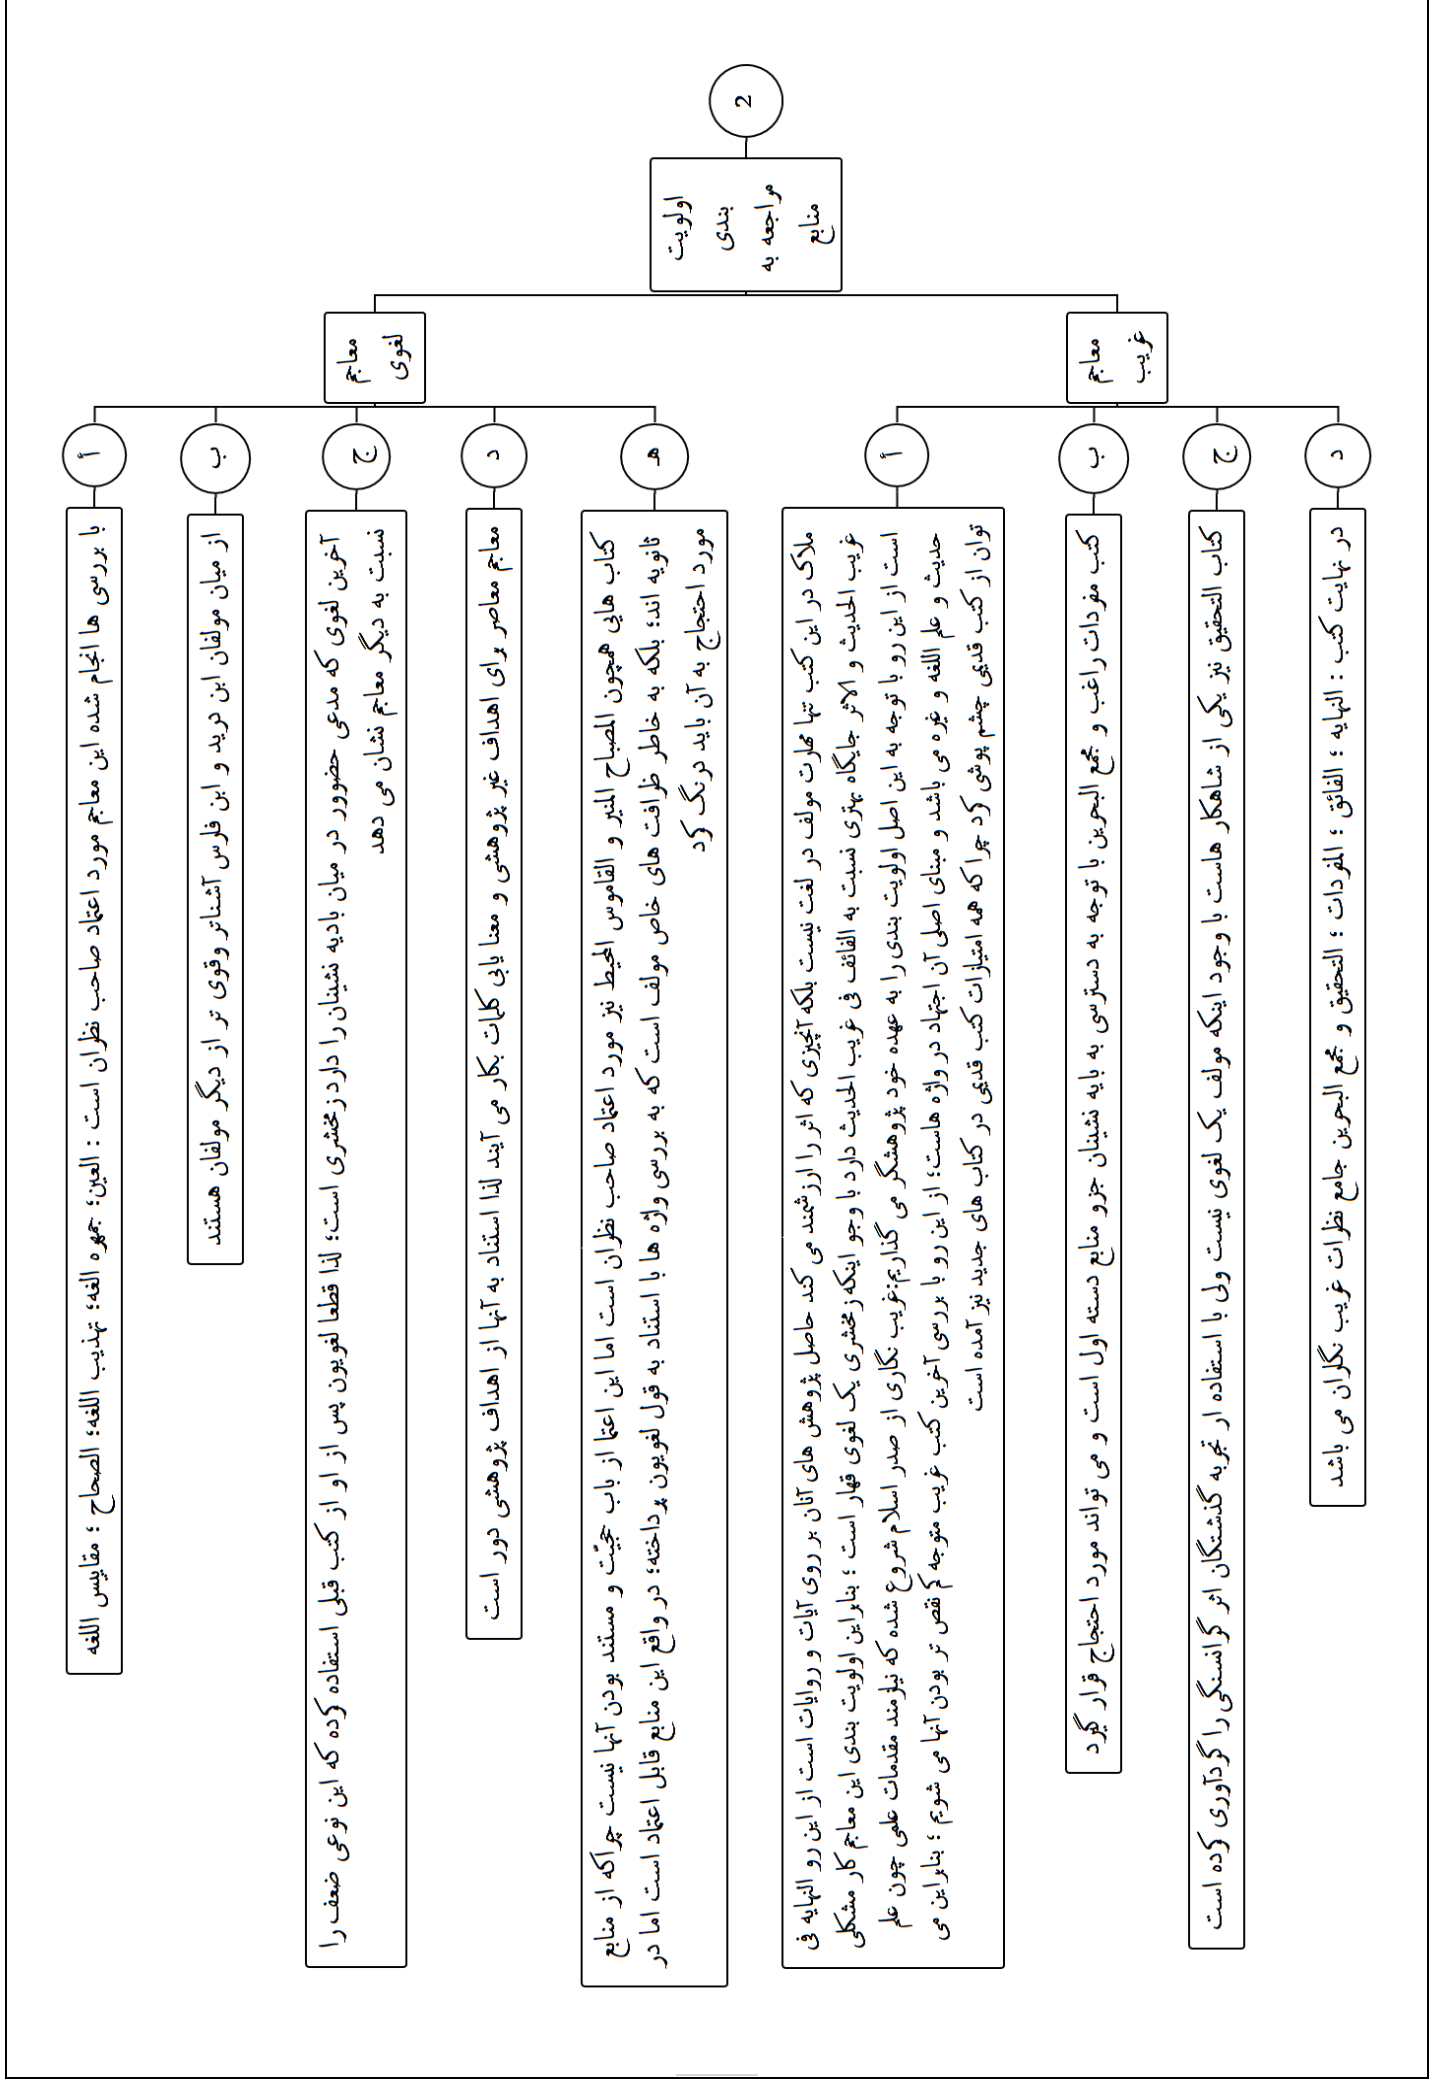 2
اولویت
بندی
مراجعه به
منابع
معاجم
لغوی
أ
با بررسی ها انجام شده این معاجم مورد اعتماد صاحب نظران است : العین؛ جمهره الغه؛ تهذیب اللغه؛ الصحاح ؛ مقاییس اللغه
ب
از میان مولفان ابن درید و ابن فلرس آشناتر وقوی تر از دیگر مولفان هستند
ج
آخرین لغوی که مدعی حضوور در میان بادیه نشینان را دارد زمخشری است؛ لذا قطعا لغویون پس از او از کتب قبلی استفاده کرده که این نوعی ضعف را
نسبت به دیگر معاجم نشان می دهد
د
معاجم معاصر برای اهداف غیر پژوهشی و معنا یابی کلمات بکار می آیند لذا استناد به آنها از اهداف پژوهشی دور است
هـ
کتاب هایی همچون المصباح المنیر و القاموس المحیط نیز مورد اعتماد صاحب نظران است اما این اعتما از باب حجیّت و مستند بودن آنها نیست چراکه از منابع
ثانویه اند؛ بلکه به خاطر ظرافت های خاص مولف است که به بررسی واژه ها با استناد به قول لغویون پرداخته؛ در واقع این منابع قابل اعتماد است اما در
مورد احتجاج به آن باید درنگ کرد
معاجم
غریب
أ
ملاک در این کتب تنها مهارت مولف در لغت نیست بلکه آنچیزی که اثر را ارزشمند می کند حاصل پژوهش های آنان بر روی آیات و روایات است از این رو النهایه فی
غریب الحدیث و الاثر جایگاه بهتری نسبت به الفائف فی غریب الحدیث دارد با وجو اینکه زمخشری یک لغوی قهار است ؛ بنابراین اولویت بندی این معاجم کار مشکلی
است از این رو با توجه به این اصل اولویت بندی را به عهده خود پژوهشگر می گذاریم:غریب نگاری از صدر اسلام شروع شده که نیازمند مقدمات علمی چون علم
حدیث و علم اللغه و غیره می باشد و مبنای اصلی آن اجتهاد در واژه هاست؛ از این رو با بررسی آخرین کتب غریب متوجه کم نقص تر بودن آنها می شویم ؛ بنابراین می
توان از کتب قدیمی چشم پوشی کرد چرا که همه امتیازات کتب قدیمی در کتاب های جدید نیز آمده است
ب
کتب مفردات راغب و مجمع البحرین با توجه به دسترسی به بایه نشینان جزو منابع دسته اول است و می تواند مورد احتجاج قرار گیرد
ج
کتاب التحقیق نیز یکی از شاهکار هاست با وجود اینکه مولف یک لغوی نیست ولی با استفاده ار تجربه گذشتگان اثر گرانسنگی را گردآوری کرده است
د
در نهایت کتب : النهایه ؛ الفائق ؛ المفردات ؛ التحقیق و مجمع البحرین جامع نظرات غریب نگلران می باشد